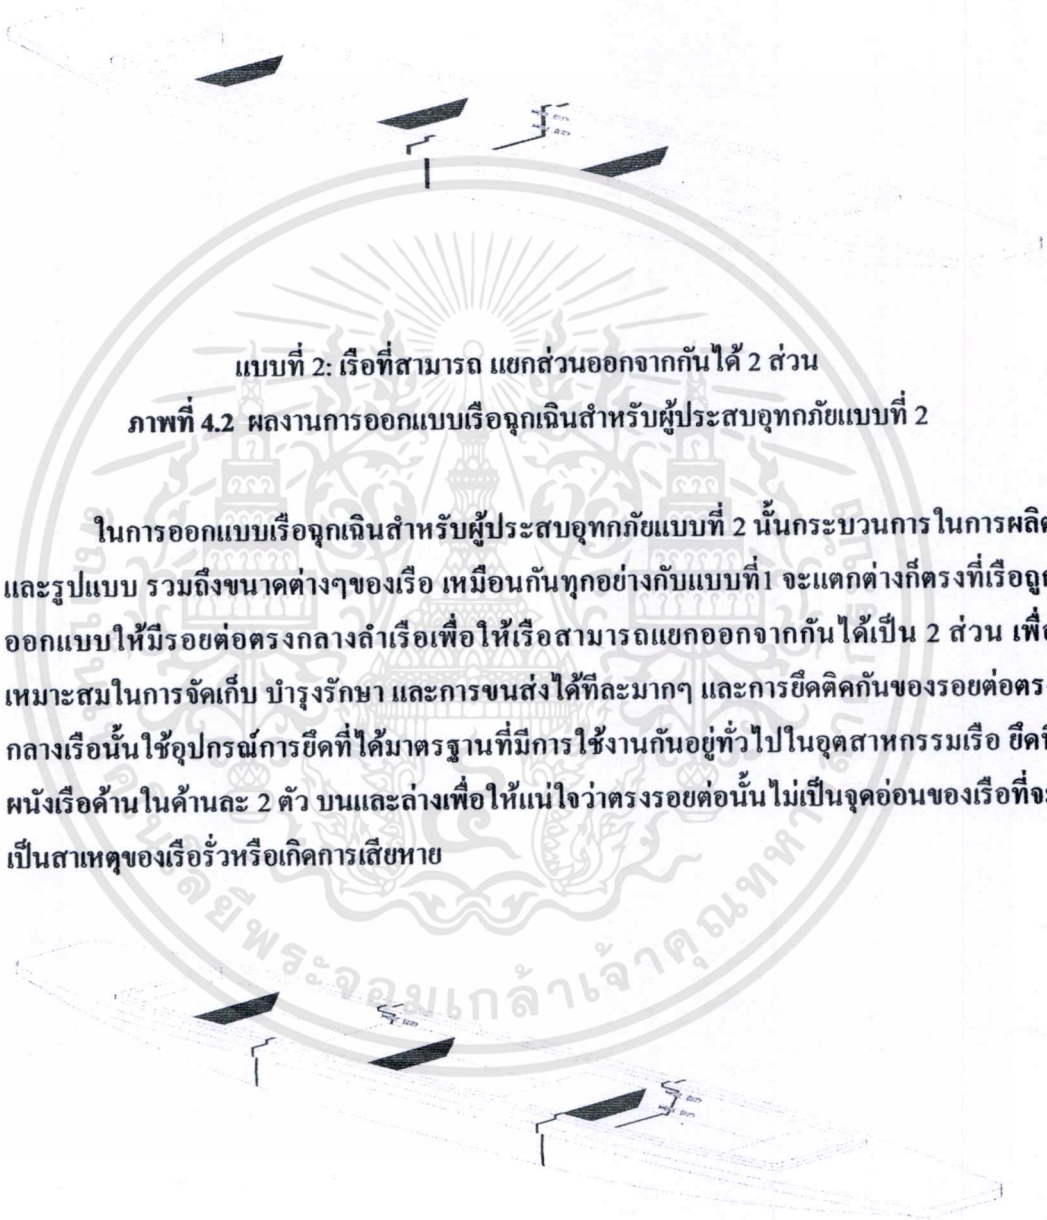 แบบที่ 2: เรือที่สามารถ แยกส่วนออกจากกันได้ 2 ส่วน
ภาพที่ 4.2 ผลงานการออกแบบเรือฉุกเฉินสำหรับผู้ประสบอุทกภัยแบบที่ 2
ในการออกแบบเรือฉุกเฉินสำหรับผู้ประสบอุทกภัยแบบที่ 2 นั้นกระบวนการในการผลิต
และรูปแบบ รวมถึงขนาดต่างๆของเรือ เหมือนกันทุกอย่างกับแบบที่1 จะแตกต่างก็ตรงที่เรือถูก
ออกแบบให้มีรอยต่อตรงกลางลำเรือเพื่อให้เรือสามารถแยกออกจากกันได้เป็น 2 ส่วน เพื่อ
เหมาะสมในการจัดเก็บ บำรุงรักษา และการขนส่งได้ทีละมากๆ และการยึดติดกันของรอยต่อตรง
กลางเรือนั้นใช้อุปกรณ์การยึดที่ได้มาตรฐานที่มีการใช้งานกันอยู่ทั่วไปในอุตสาหกรรมเรือ ยึดที่
ผนังเรือด้านในด้านละ 2 ตัว บนและล่างเพื่อให้แน่ใจว่าตรงรอยต่อนั้นไม่เป็นจุดอ่อนของเรือที่จะ
เป็นสาเหตุของเรือรั่วหรือเกิดการเสียหาย